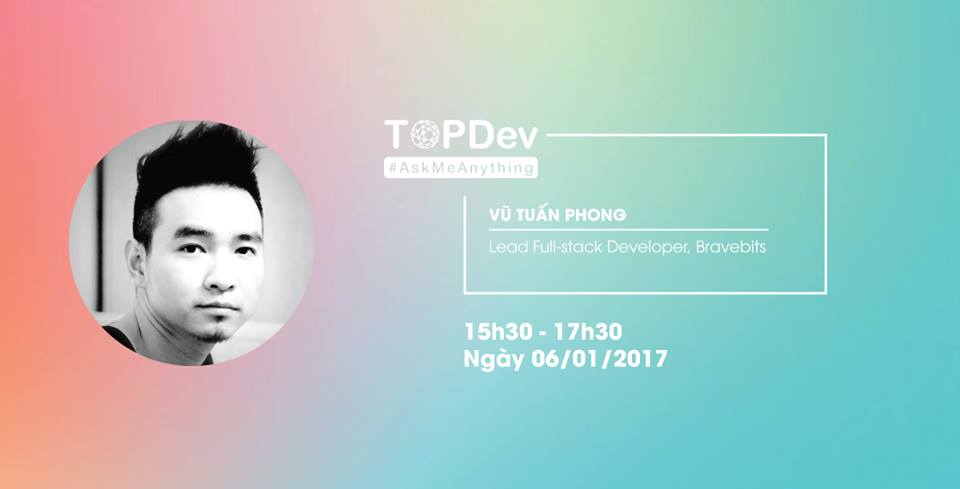 TOPDev
#AskMeAnything
VŨ TUẤN PHONG
Lead Full-stack Developer, Bravebits
15h30 - 17h30
Ngày 06/01/2017